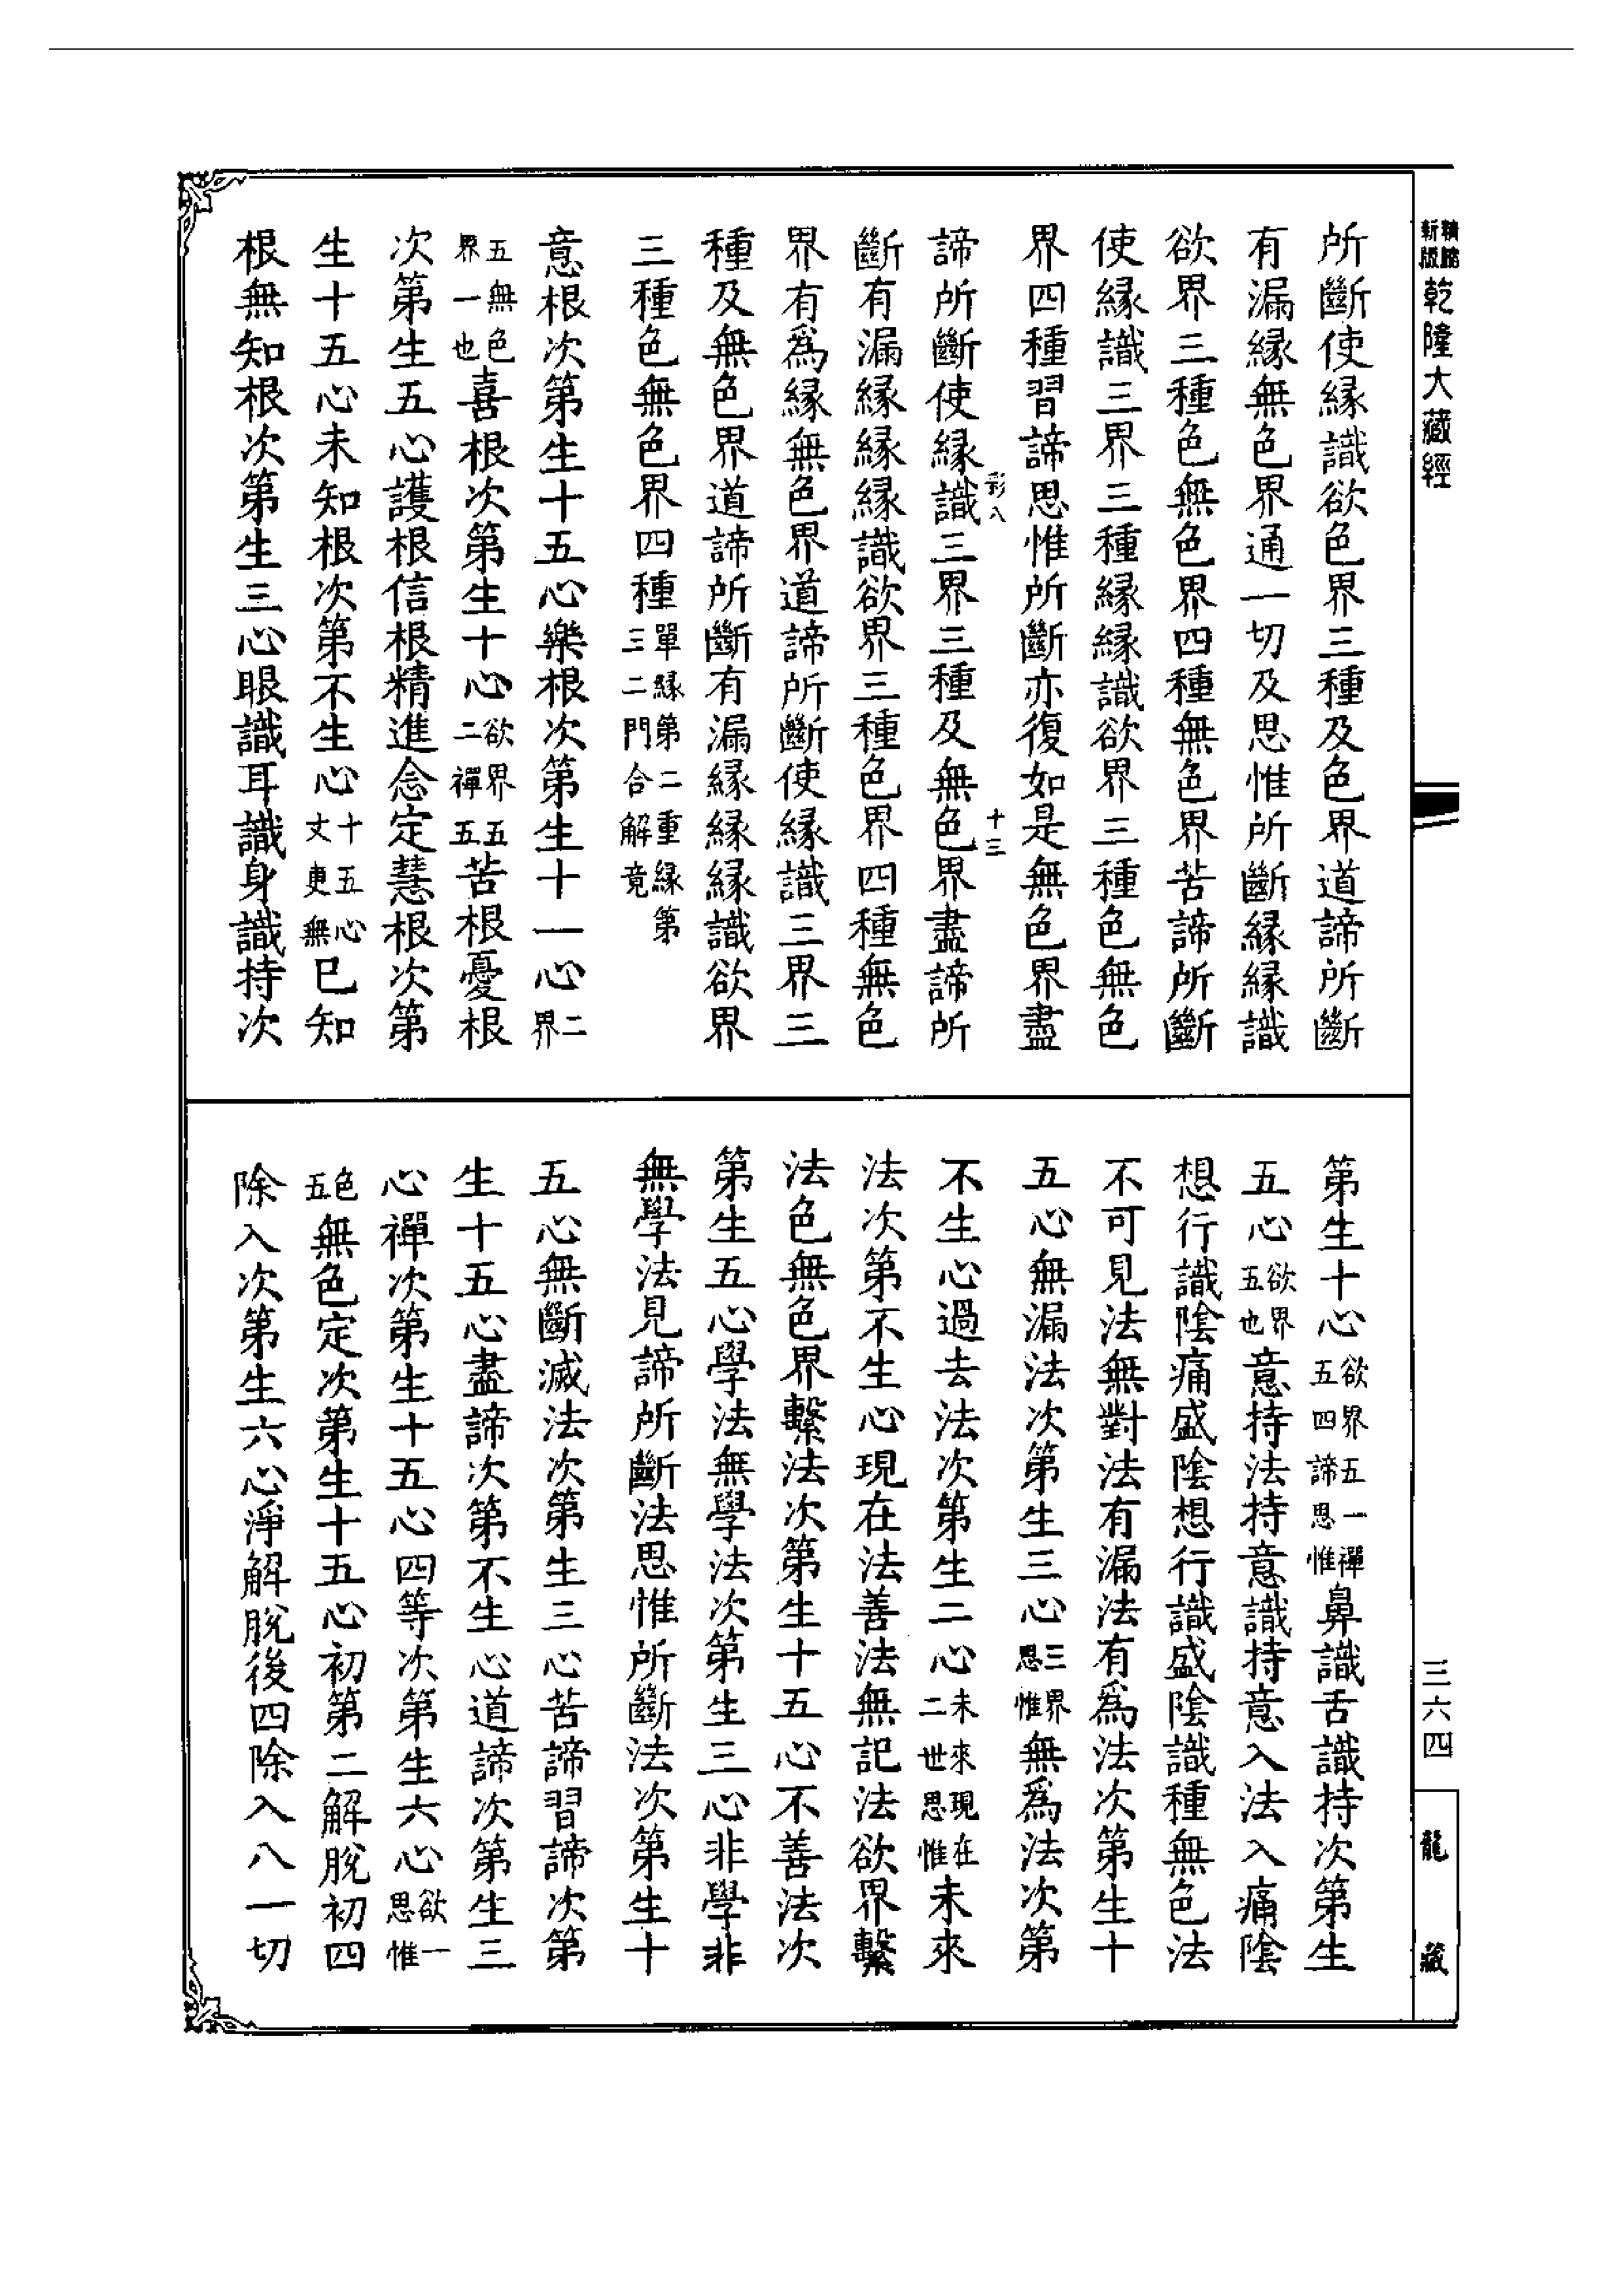 新版
乾隆大藏經
三六四
龍藏
所斷使緣識欲色界三種及色界道諦所斷
有漏緣無色界通一切及思惟所斷緣緣識
欲界三種色無色界四種無色界苦諦所斷
使緣識三界三種緣緣識欲界三種色無色
界四種習諦思惟所斷亦復如是無色界盡
十三
諦所斷使緣識三界三種及無色界盡諦所
斷有漏緣緣緣識欲界三種色界四種無色
界有為緣無色界道諦所斷使緣識三界三
種及無色界道諦所斷有漏緣緣緣識欲界
三種色無色界四種單緣第二重緣第三二門合解竟
意根次第生十五心樂根次第生十一心二界
五無色界一也喜根次第生十心欲界五二禪五苦根憂根
次第生五心護根信根精進念定慧根次第
生十五心未知根次第不生心十五心丈更無已知
根無知根次第生三心眼識耳識身識持次
第生十心欲界五一禪五四諦思惟鼻識舌識持次第生
五心欲界五也意持法持意識持意入法入痛陰
想行識陰痛盛陰想行識盛陰識種無色法
不可見法無對法有漏法有為法次第生十
五心無漏法次第生三心三界思惟無為法次第
不生心過去法次第生二心未來現在二世思惟未來
法次第不生心現在法善法無記法欲界繫
法色無色界繫法次第生十五心不善法次
第生五心學法無學法次第生三心非學非
無學法見諦所斷法思惟所斷法次第生十
五心無斷滅法次第生三心苦諦習諦次第
生十五心盡諦次第不生心道諦次第生三
心禪次第生十五心四等次第生六心欲一思惟
色五無色定次第生十五心初第二解脫初四
除入次第生六心淨解脫後四除入八一切